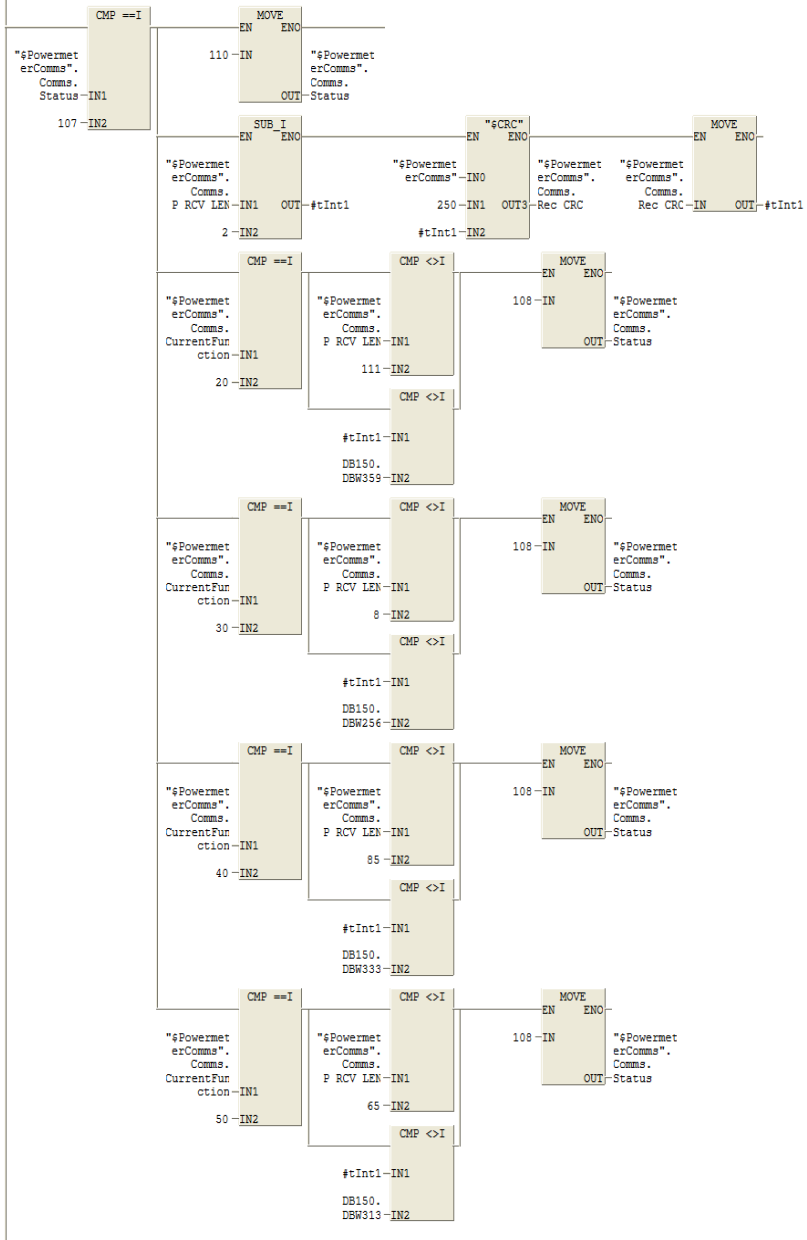 CMP ==I
MOVE
EN ENO
"$Powermet
erComms".
Comms.
Status IN1
107 IN2
110 IN
"$Powermet
erComms".
Comms.
OUT Status
SUB_I
EN ENO
"$Powermet
erComms".
Comms.
P RCV LEN IN1 OUT #tInt1
2 IN2
"$CRC"
EN ENO
"$Powermet
erComms" IN0
250 IN1 OUT3
#tInt1 IN2
"$Powermet
erComms".
Comms.
Rec CRC
MOVE
EN ENO
"$Powermet
erComms".
Comms.
Rec CRC IN OUT #tInt1
CMP ==I
"$Powermet
erComms".
Comms.
CurrentFun
ction IN1
20 IN2
CMP <>I
"$Powermet
erComms".
Comms.
P RCV LEN IN1
111 IN2
MOVE
EN ENO
108 IN
"$Powermet
erComms".
Comms.
OUT Status
CMP <>I
#tInt1 IN1
DB150.
DBW359 IN2
CMP ==I
"$Powermet
erComms".
Comms.
CurrentFun
ction IN1
30 IN2
CMP <>I
"$Powermet
erComms".
Comms.
P RCV LEN IN1
8 IN2
MOVE
EN ENO
108 IN
"$Powermet
erComms".
Comms.
OUT Status
CMP <>I
#tInt1 IN1
DB150.
DBW256 IN2
CMP ==I
"$Powermet
erComms".
Comms.
CurrentFun
ction IN1
40 IN2
CMP <>I
"$Powermet
erComms".
Comms.
P RCV LEN IN1
85 IN2
MOVE
EN ENO
108 IN
"$Powermet
erComms".
Comms.
OUT Status
CMP <>I
#tInt1 IN1
DB150.
DBW333 IN2
CMP ==I
"$Powermet
erComms".
Comms.
CurrentFun
ction IN1
50 IN2
CMP <>I
"$Powermet
erComms".
Comms.
P RCV LEN IN1
65 IN2
MOVE
EN ENO
108 IN
"$Powermet
erComms".
Comms.
OUT Status
CMP <>I
#tInt1 IN1
DB150.
DBW313 IN2